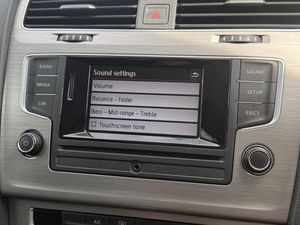 RADIO
MEDIA
CAR
Sound settings
Volume
Balance - Fader
Bass - Mid-range - Treble
Touchscreen tone
SOUND
SETUP
EJECT
A/C